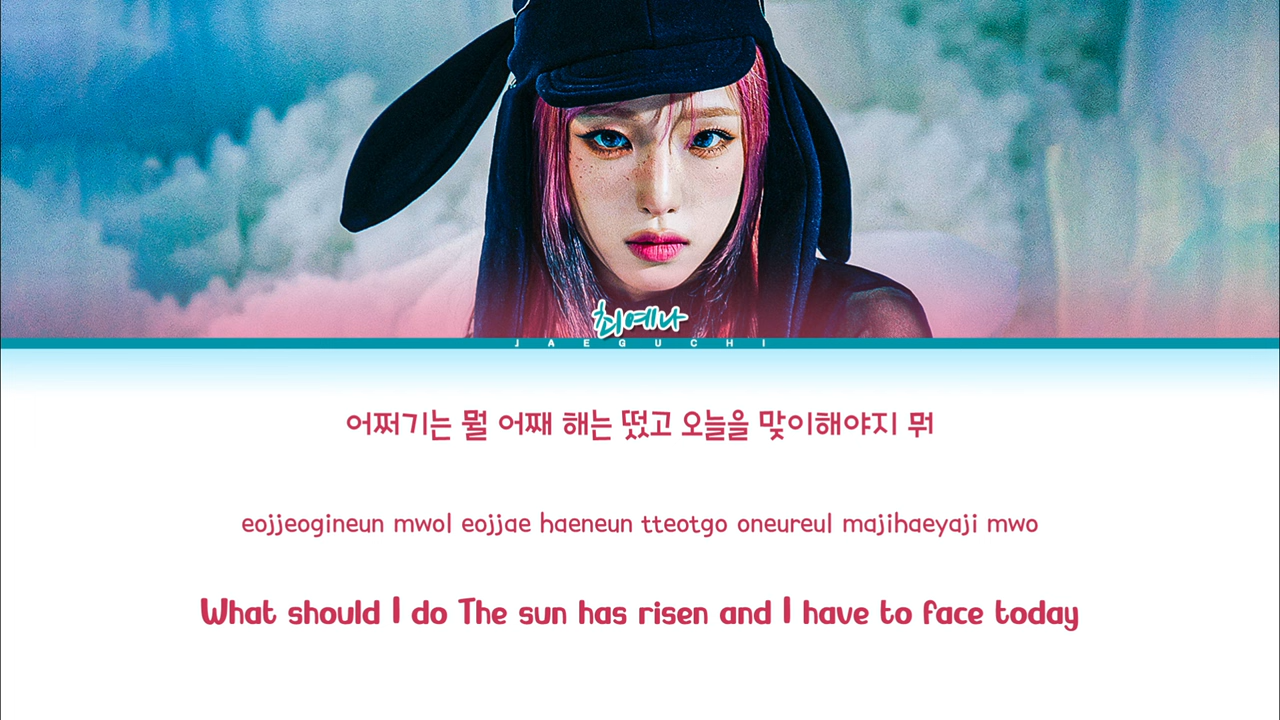 최예나
JAEGUCHI
어쩌기는 뭘 어째 해는 떴고 오늘을 맞이해야지 뭐
eojjeogineun mwol eojjae haeneun tteotgo oneureul majihaeyaji mwo
What should I do The sun has risen and I have to face today